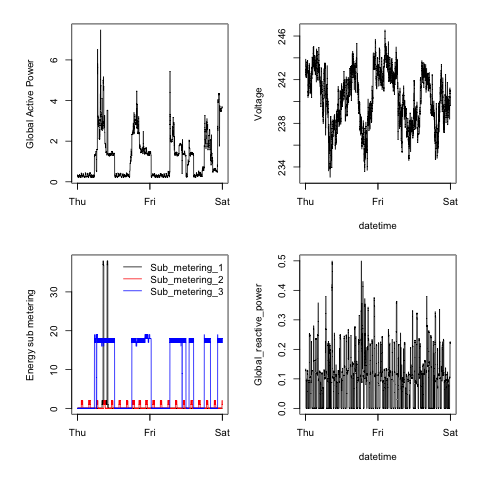 Global Active Power
6
4
2
0
Thu Fri Sat
Voltage
246
242
238
234
Thu Fri Sat
datetime
Energy sub metering
30
20
10
0
Sub_metering_1
Sub_metering_2
Sub_metering_3
Thu Fri Sat
Global_reactive_power
0.5
0.4
0.3
0.2
0.1
0.0
Thu Fri Sat
datetime